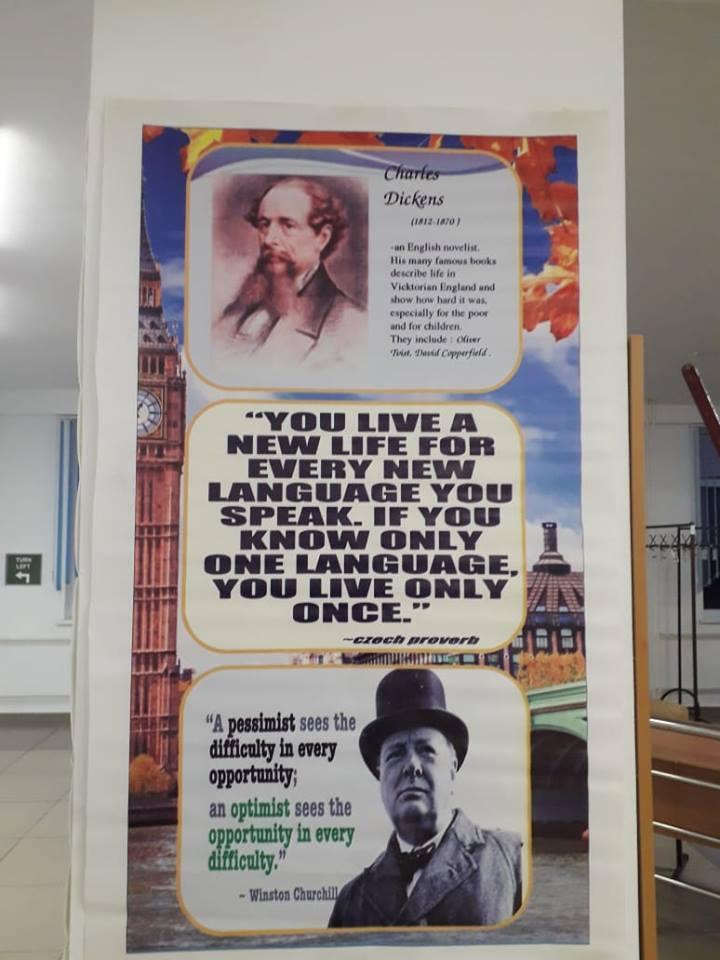 Charles
Dickens
(1812-1870)
-an English novelist.
His many famous books
describe life in
Vicktorian England and
show how hard it was,
especially for the poor
and for children.
They include : Oliver
Twist, David Copperfield .
“YOU LIVE A
NEW LIFE FOR
EVERY NEW
LANGUAGE YOU
SPEAK. IF YOU
KNOW ONLY
ONE LANGUAGE,
YOU LIVE ONLY
ONCE.”
~czech proverb
TURN
LEFT
“A pessimist sees the
difficulty in every
opportunity;
an optimist sees the
opportunity in every
difficulty.”
~ Winston Churchill